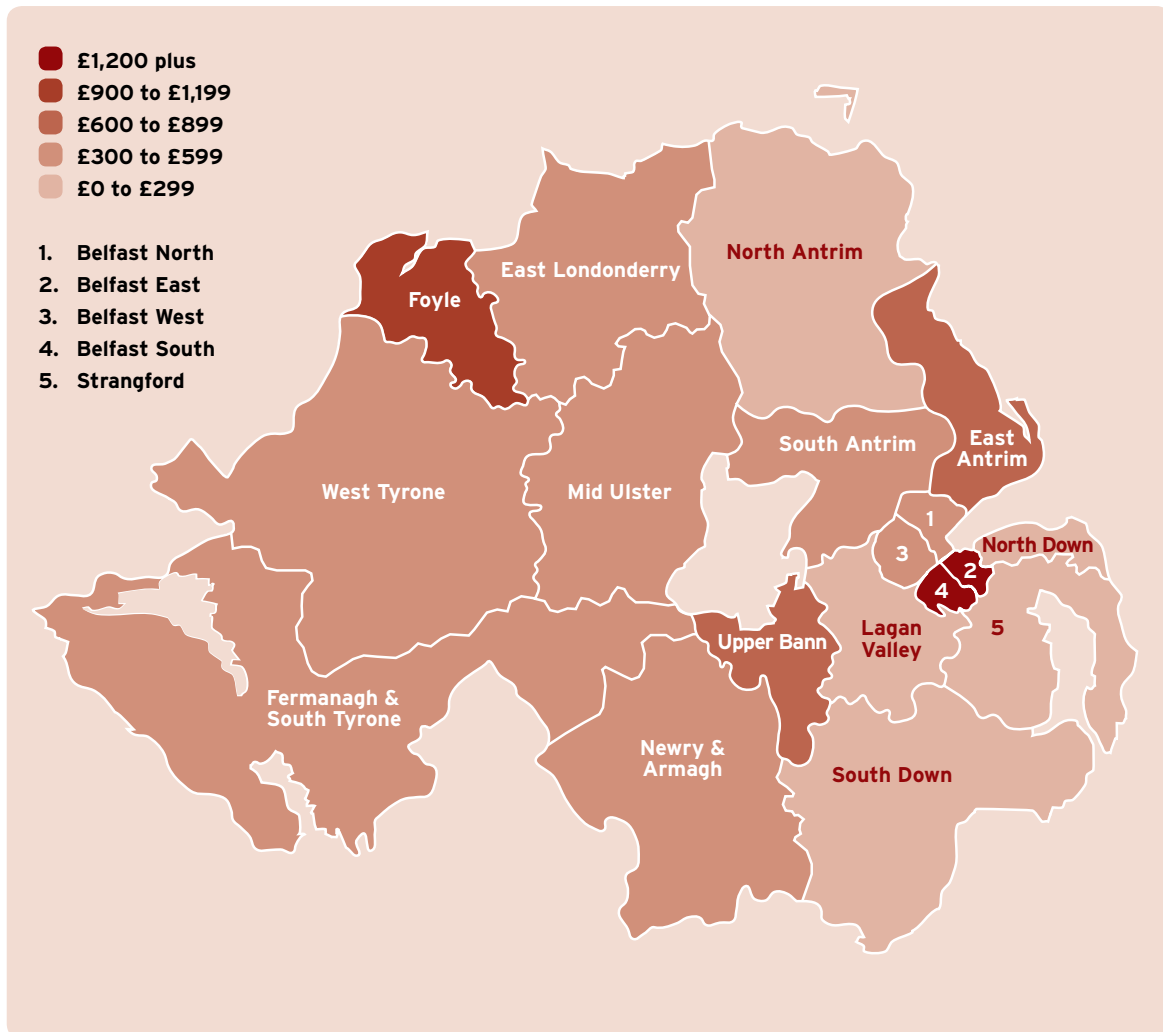 £1,200 plus
£900 to £1,199
£600 to £899
£300 to £599
£0 to £299
1. Belfast North
2. Belfast East
3. Belfast West
4. Belfast South
5. Strangford
North Antrim
East Londonderry
Foyle
South Antrim
East
Antrim
West Tyrone
Mid Ulster
1
North Down
3
2
4
Lagan
Valley
5
Upper Bann
Fermanagh &
South Tyrone
Newry &
Armagh
South Down